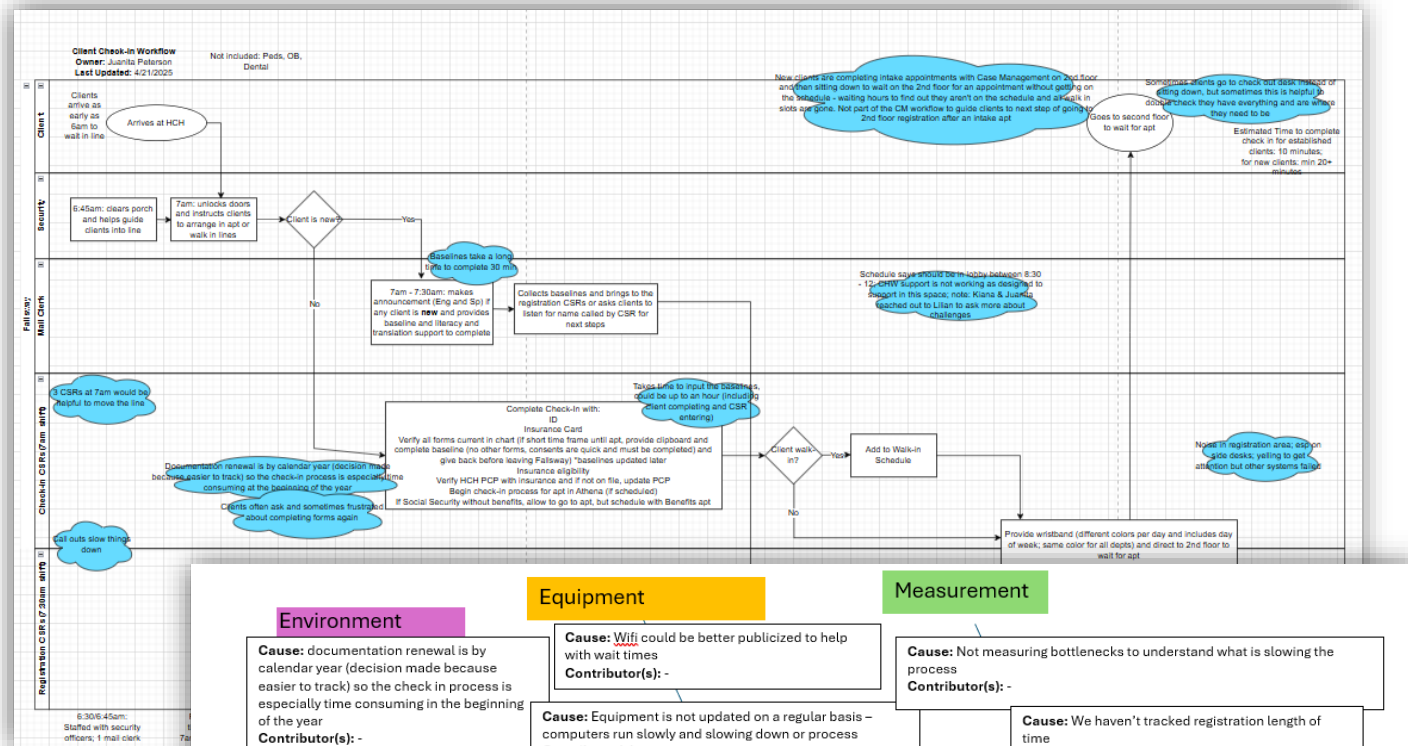 Client Check-In Workflow
Owner: Juanita Peterson
Last Updated: 4/21/2025
Not included: Peds, OB,
Dental
Client
Clients
arrive as
early as
6am to
wait in line
Arrives at HCH
New clients are completing intake appointments with Case Management on 2nd floor
and then sitting down to wait on the 2nd floor for an appointment without getting on
the schedule - waiting hours to find out they aren't on the schedule and all walk in
slots are gone. Not part of the CM workflow to guide clients to next step of going to
2nd floor registration after an intake apt
Goes to second floor
to wait for apt
Sometimes clients go to check out desk instead of
sitting down, but sometimes this is helpful to
double check they have everything and are where
they need to be
Estimated Time to complete
check in for established
clients: 10 minutes;
for new clients: min 20+
minutes
Security
6:45am: clears porch
and helps guide
clients into line
7am: unlocks doors
and instructs clients
to arrange in apt or
walk in lines
Client is new?
Yes
No
Fallsway
Mail Clerk
Baselines take a long
time to complete 30 min
7am - 7:30am: makes
announcement (Eng and Sp) if
any client is new and provides
baseline and literacy and
translation support to complete
Collects baselines and brings to the
registration CSRs or asks clients to
listen for name called by CSR for
next steps
Schedule says should be in lobby between 8:30
- 12; CHW support is not working as designed to
support in this space; note: Kiana & Juanita
reached out to Lilian to ask more about
challenges
Check-in CSRs (7am shift)
3 CSRs at 7am would be
helpful to move the line
Takes time to input the baselines,
could be up to an hour (including
client completing and CSR
entering)
Complete Check-In with:
ID
Insurance Card
Verify all forms current in chart (if short time frame until apt, provide clipboard and
complete baseline (no other forms, consents are quick and must be completed) and
give back before leaving Fallsway) *baselines updated later
Insurance eligibility
Verify HCH PCP with insurance and if not on file, update PCP
Begin check-in process for apt in Athena (if scheduled)
If Social Security without benefits, allow to go to apt, but schedule with Benefits apt
Documentation renewal is by calendar year (decision made
because easier to track) so the check-in process is especially time
consuming at the beginning of the year
Clients often ask and sometimes frustrated
about completing forms again
Client walk-
in?
Yes
No
Add to Walk-in
Schedule
Noise in registration area; esp on
side desks; yelling to get
attention but other systems failed
Provide wristband (different colors per day and includes day
of week; same color for all depts) and direct to 2nd floor to
wait for apt
Call outs slow things
down
Registration CSRs (7:30am shift)
6:30/6:45am:
Staffed with security
officers; 1 mail clerk
Environment
Cause: documentation renewal is by
calendar year (decision made because
easier to track) so the check in process is
especially time consuming in the beginning
of the year
Contributor(s): -
Equipment
Cause: Wifi could be better publicized to help
with wait times
Contributor(s): -
Cause: Equipment is not updated on a regular basis –
computers run slowly and slowing down or process
Measurement
Cause: Not measuring bottlenecks to understand what is slowing the
process
Contributor(s): -
Cause: We haven't tracked registration length of
time